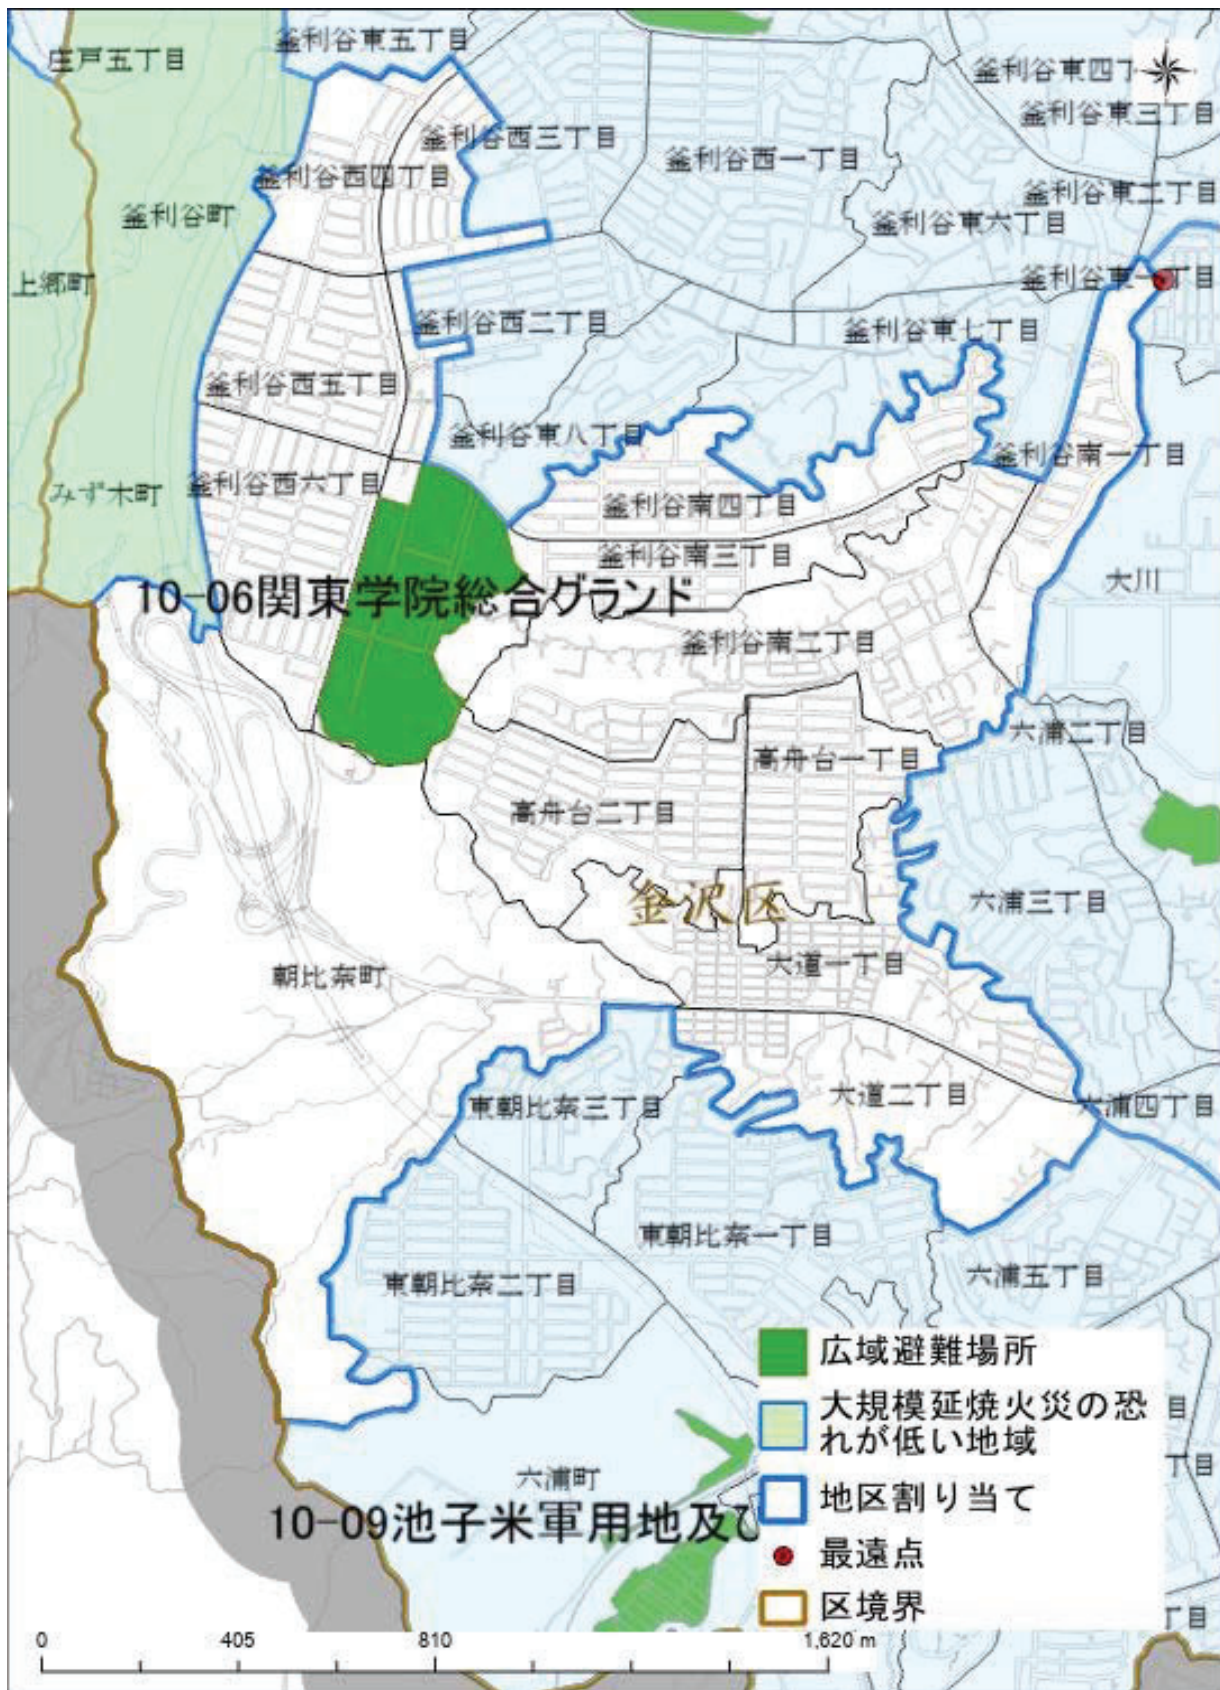 釜利谷東五丁目
庄戸五丁目
釜利谷東四丁
釜利谷東三丁目
釜利谷西三丁目
釜利谷西一丁目
釜利谷西四丁目
釜利谷東二丁目
釜利谷町
釜利谷東六丁目
上郷町
釜利谷東一丁目
釜利谷西二丁目
釜利谷東七丁目
釜利谷西五丁目
釜利谷東八丁目
釜利谷南一丁目
釜利谷西六丁目
みず木町
釜利谷南四丁目
釜利谷南三丁目
大川
10-06関東学院総合グランド
釜利谷南二丁目
六浦二丁目
高舟台一丁目
高舟台二丁目
金沢区
六浦三丁目
大道一丁目
朝比奈町
大道二丁目
東朝比奈三丁目
六浦四丁目
東朝比奈一丁目
六浦五丁目
東朝比奈二丁目
広域避難場所
大規模延焼火災の恐
れが低い地域
目
丁目
六浦町
地区割り当て
10-09池子米軍用地及び
最遠点
区境界
丁目
0 405 810 1,620 m